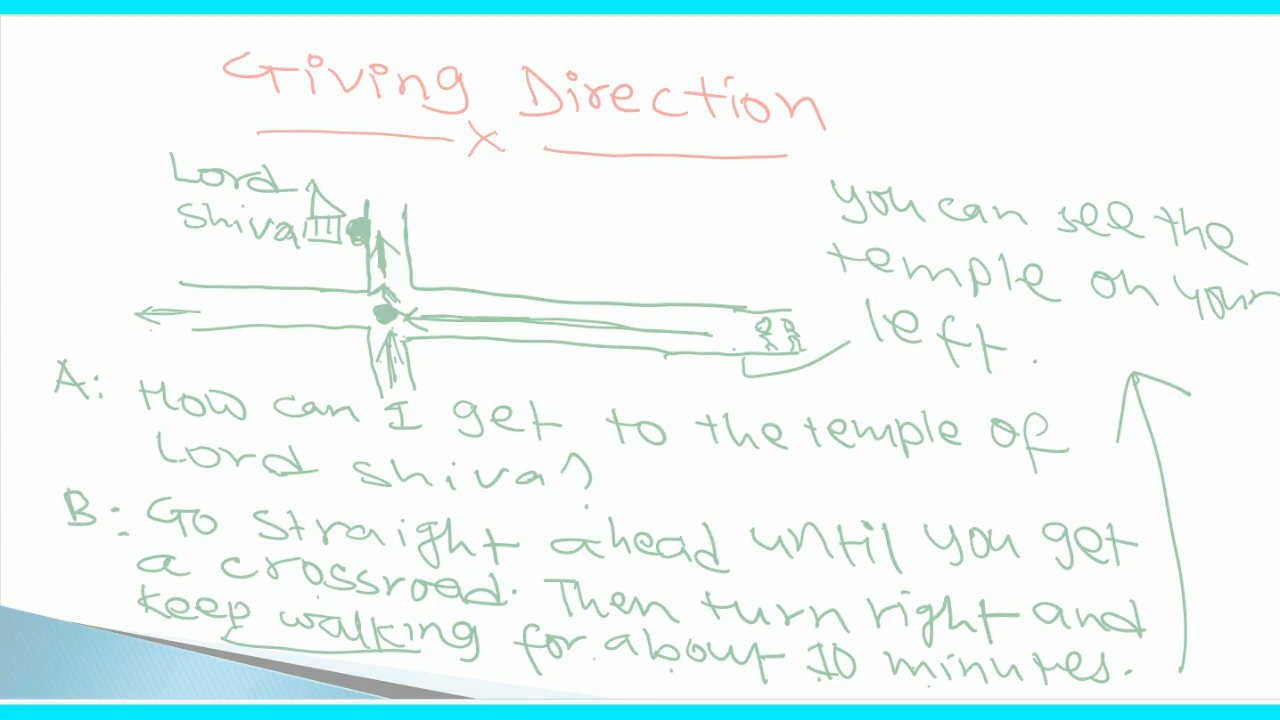 Giving Direction
Lord
Shiva
A: How can I get to the temple of
Lord shiva?
B: Go straight ahead until you get
a crossroad. Then turn right and
keep walking for about 10 minutes.
you can see the
temple on your
left.